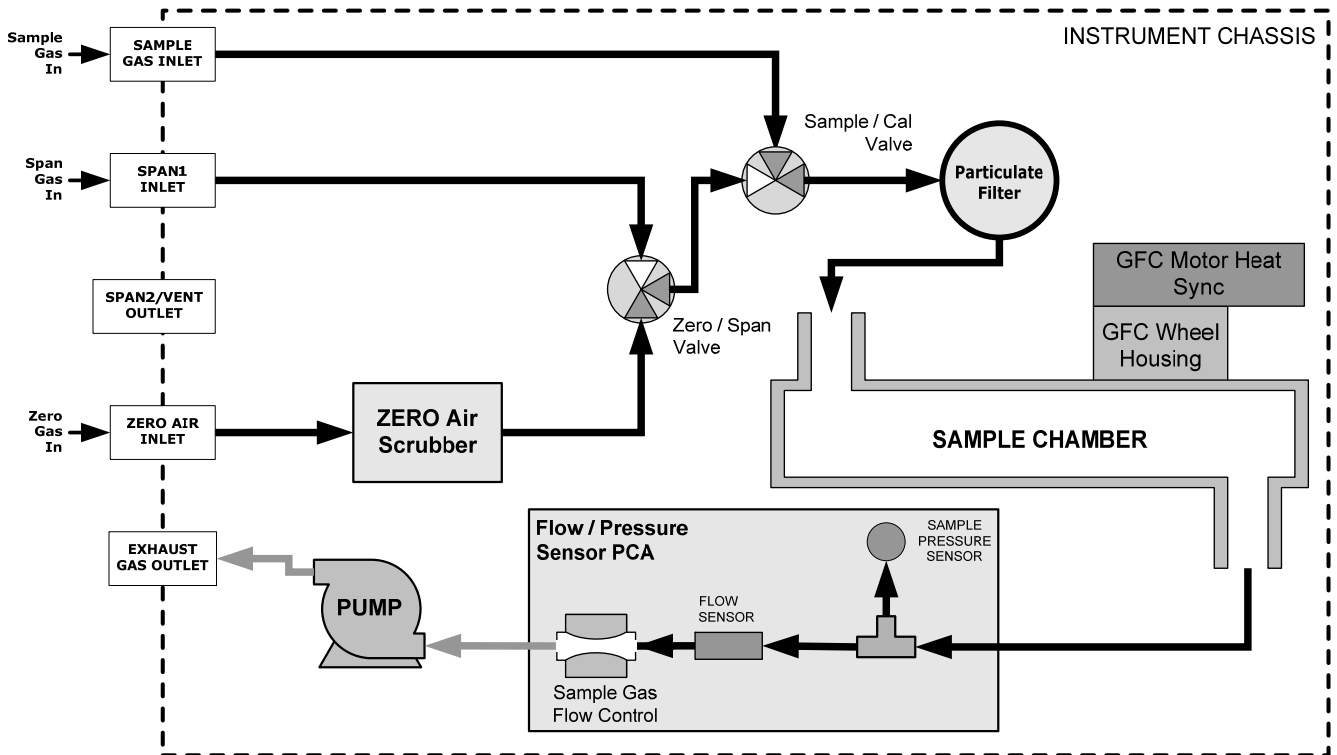 INSTRUMENT CHASSIS
Sample
Gas
In
SAMPLE
GAS INLET
Sample / Cal
Valve
Span
Gas
In
SPAN1
INLET
Particulate
Filter
GFC Motor Heat
Sync
SPAN2/VENT
OUTLET
Zero / Span
Valve
GFC Wheel
Housing
Zero
Gas
In
ZERO AIR
INLET
ZERO Air
Scrubber
SAMPLE CHAMBER
Flow / Pressure
Sensor PCA
SAMPLE
PRESSURE
SENSOR
EXHAUST
GAS OUTLET
PUMP
FLOW
SENSOR
Sample Gas
Flow Control